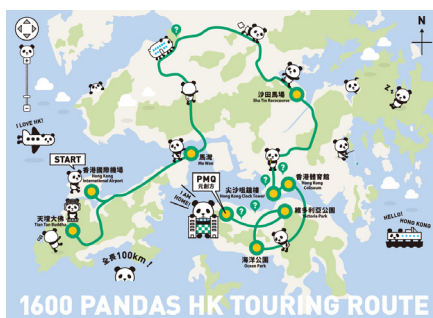 N
?
沙田馬場
Sha Tin Racecourse
I LOVE HK!
START
香港國際機場
Hong Kong
International Airport
馬灣
Ma Wan
PMQ
元創方
I AM
HOME!
尖沙咀鐘樓
Hong Kong Clock Tower
香港體育館
Hong Kong
Coliseum
?
?
?
?
維多利亞公園
Victoria Park
天壇大佛
Tian Tan Buddha
全長100km!
海洋公園
Ocean Park
HELLO!
HONG KONG
1600 PANDAS HK TOURING ROUTE